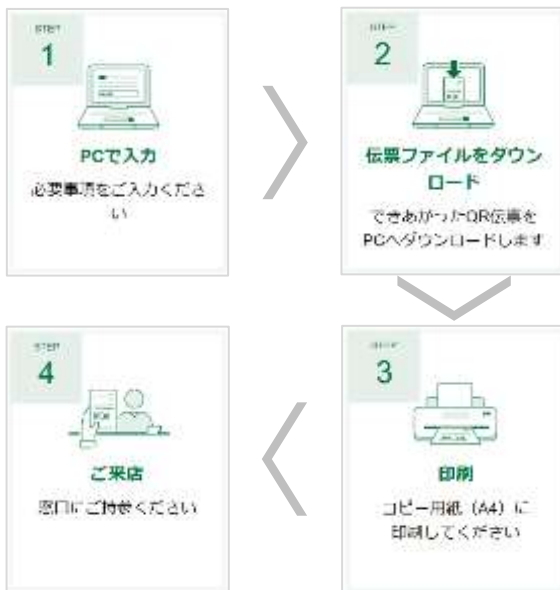 STEP
1
PCで入力
必要事項をご入力くださ
い
STEP
2
伝票ファイルをダウン
ロード
できあがったQR伝票を
PCへダウンロードします
STEP
3
印刷
コピー用紙（A4）に
印刷してください
STEP
4
ご来店
窓口にご持参ください